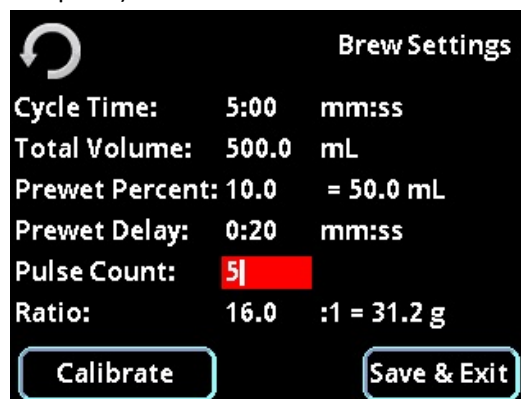 Brew Settings
Cycle Time: 5:00 mm:ss
Total Volume: 500.0 mL
Prewet Percent: 10.0 = 50.0 mL
Prewet Delay: 0:20 mm:ss
Pulse Count: 5
Ratio: 16.0 :1 = 31.2 g
Calibrate Save & Exit